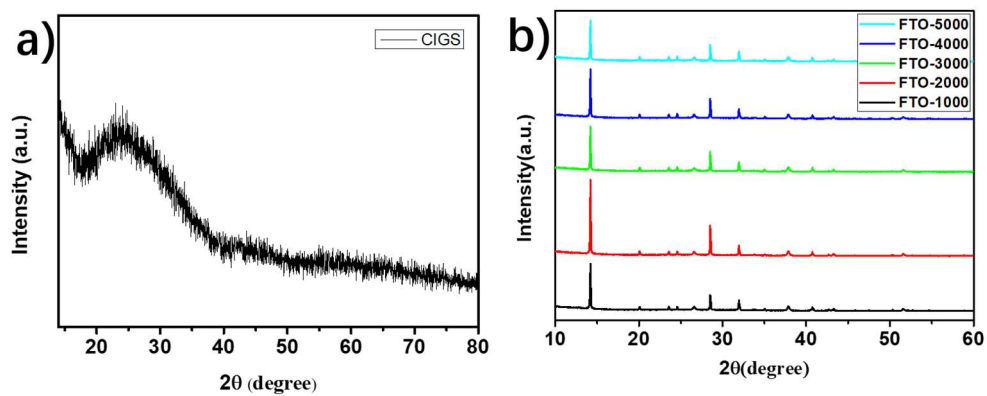 a)
CIGS
Intensity (a.u.)
20 30 40 50 60 70 80
2θ (degree)
b)
FTO-5000
FTO-4000
FTO-3000
FTO-2000
FTO-1000
Intensity(a.u.)
10 20 30 40 50 60
2θ(degree)